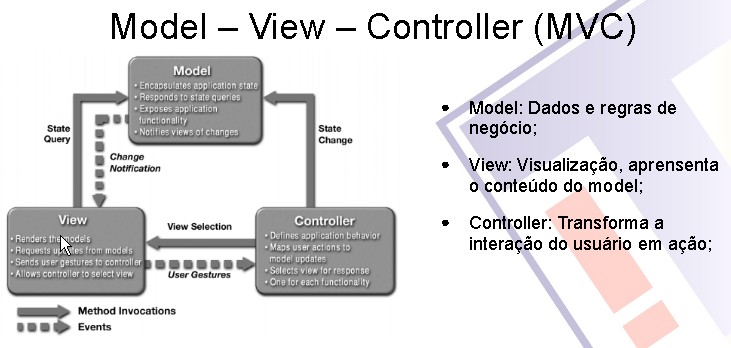 Model – View – Controller (MVC)
Model
• Encapsulates application state
• Responds to state queries
• Exposes application
functionality
• Notifies views of changes
State
Query
Change
Notification
State
Change
View
• Renders the models
• Requests updates from models
• Sends user gestures to controller
• Allows controller to select view
View Selection
User Gestures
Controller
• Defines application behavior
• Maps user actions to
model updates
• Selects view for response
• One for each functionality
Method Invocations
Events
• Model: Dados e regras de
negócio;
• View: Visualização, aprensenta
o conteúdo do model;
• Controller: Transforma a
interação do usuário em ação;